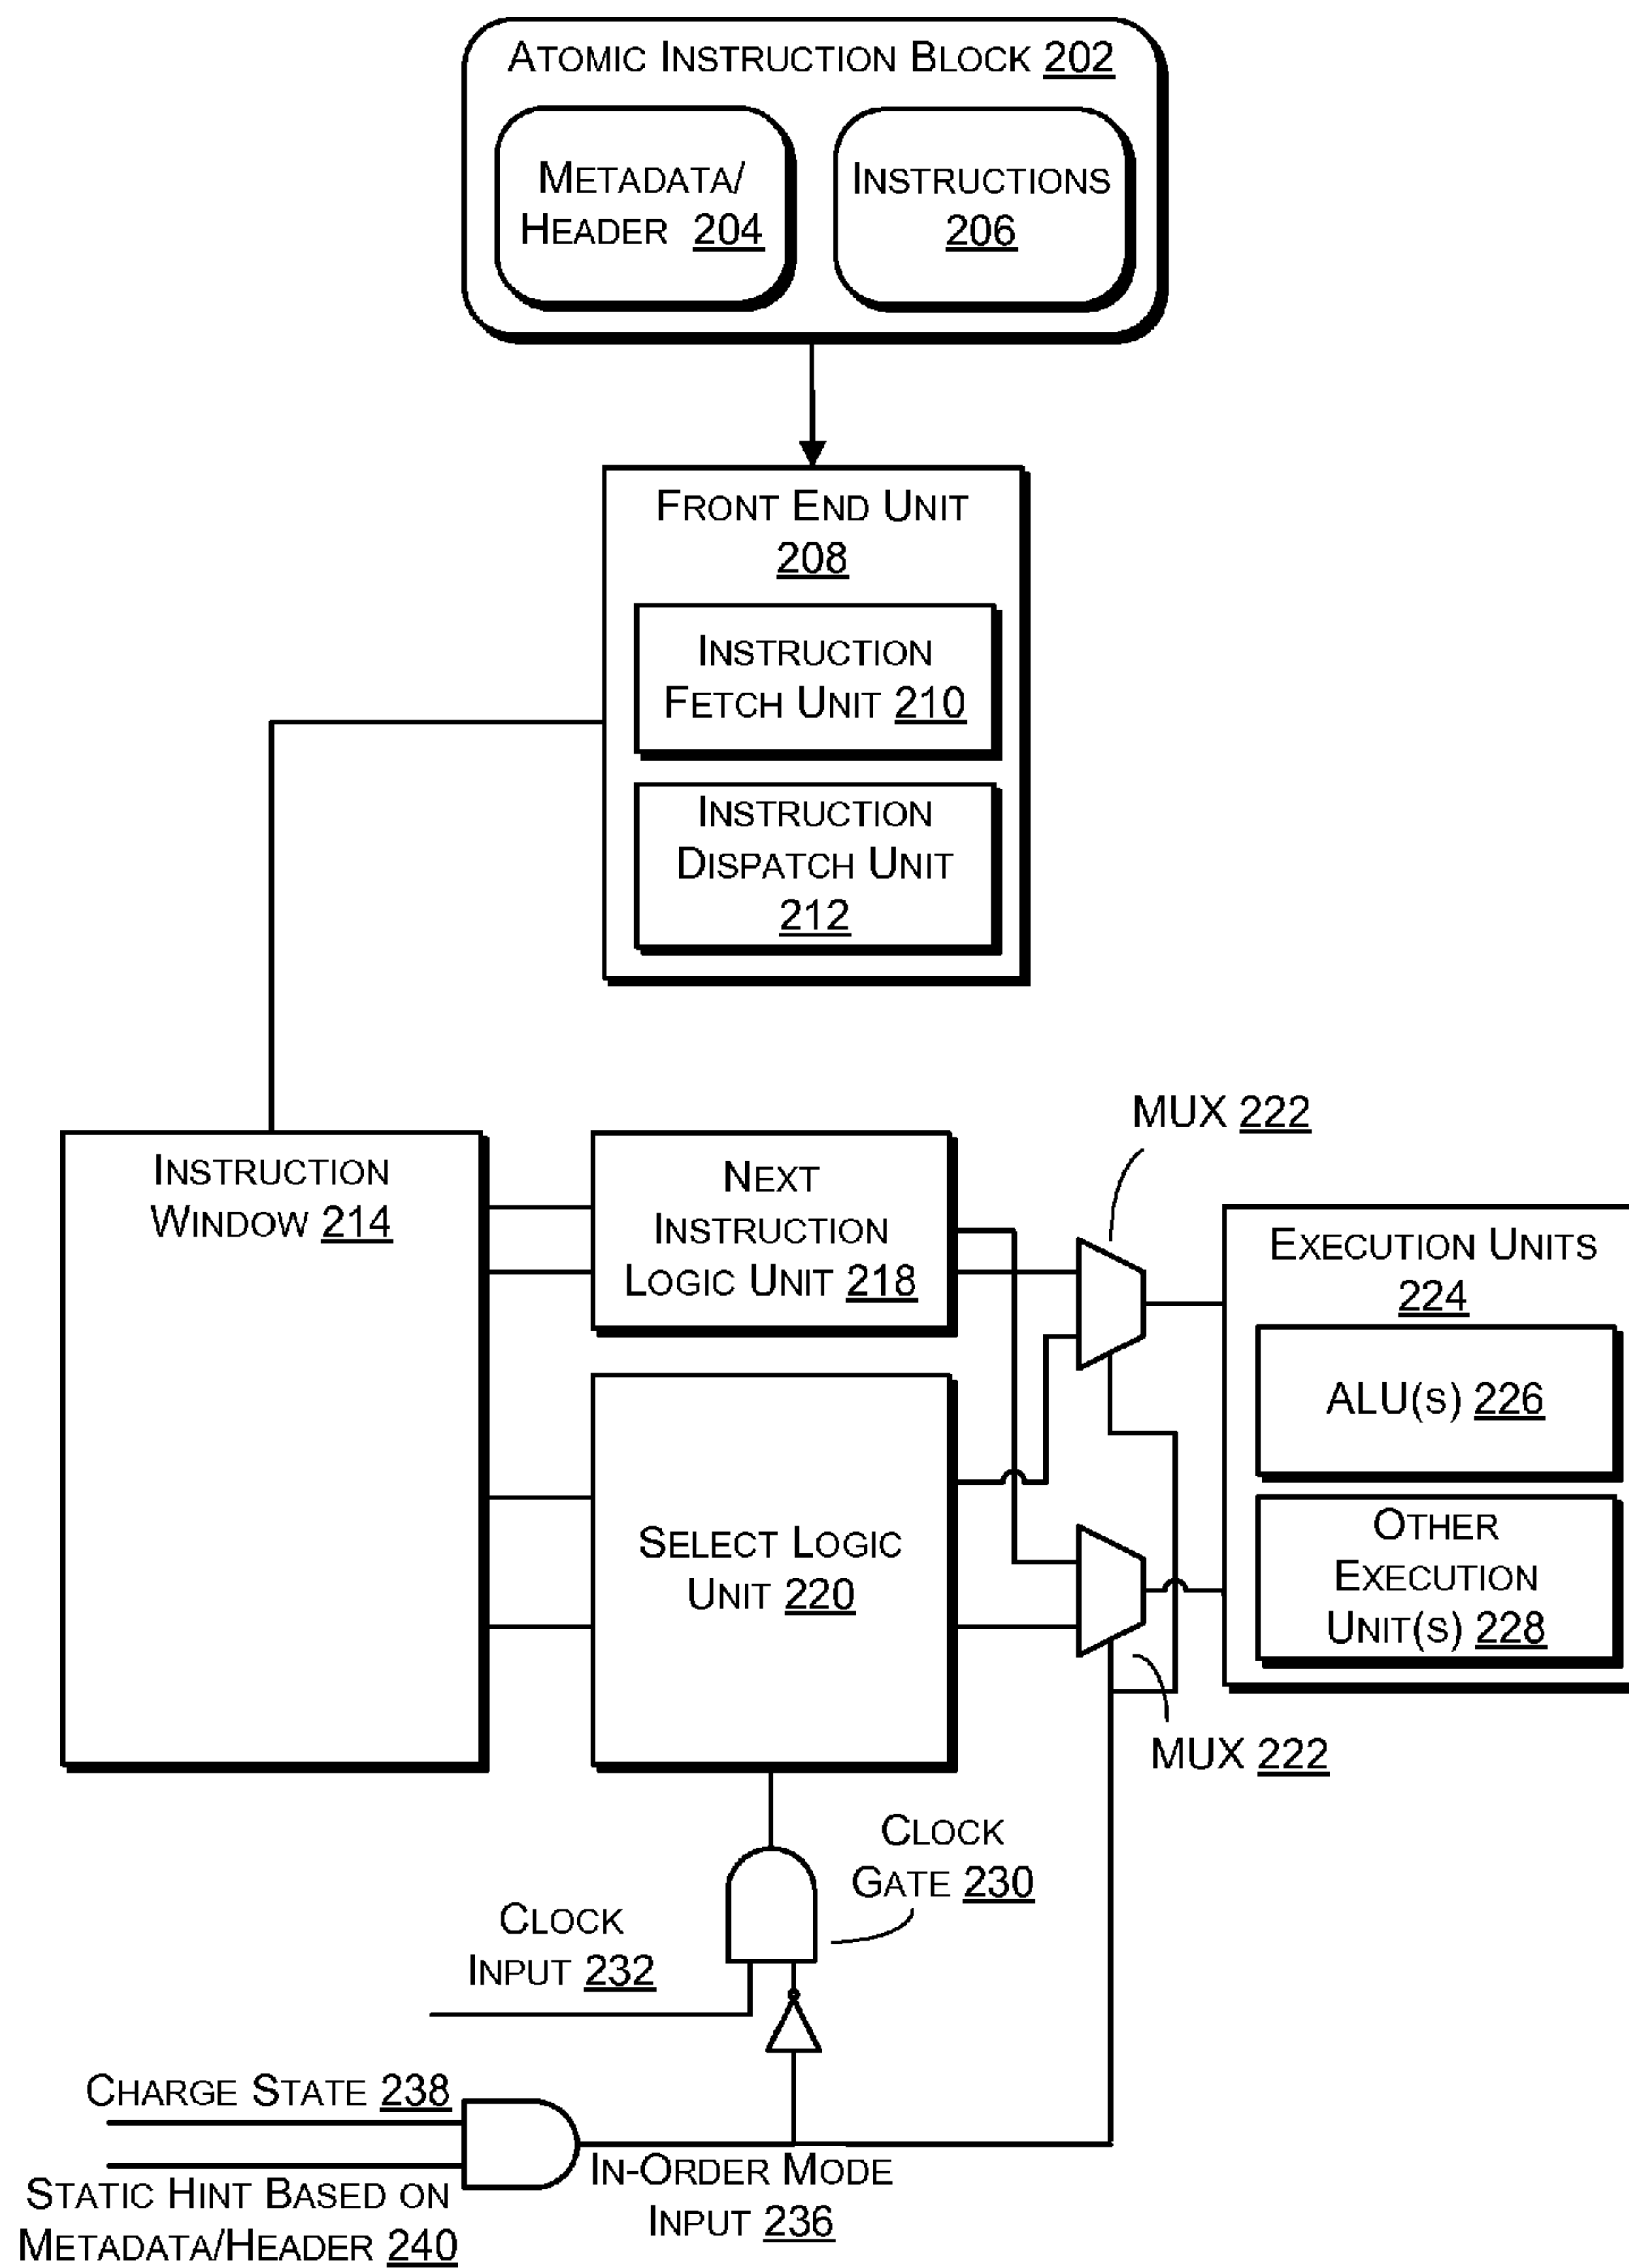 ATOMIC INSTRUCTION BLOCK 202
METADATA/
HEADER 204
INSTRUCTIONS
206
FRONT END UNIT
208
INSTRUCTION
FETCH UNIT 210
INSTRUCTION
DISPATCH UNIT
212
MUX 222
INSTRUCTION
WINDOW 214
NEXT
INSTRUCTION
LOGIC UNIT 218
EXECUTION UNITS
224
ALU(S) 226
OTHER
EXECUTION
UNIT(S) 228
SELECT LOGIC
UNIT 220
MUX 222
CLOCK
GATE 230
CLOCK
INPUT 232
CHARGE STATE 238
STATIC HINT BASED ON
METADATA/HEADER 240
IN-ORDER MODE
INPUT 236